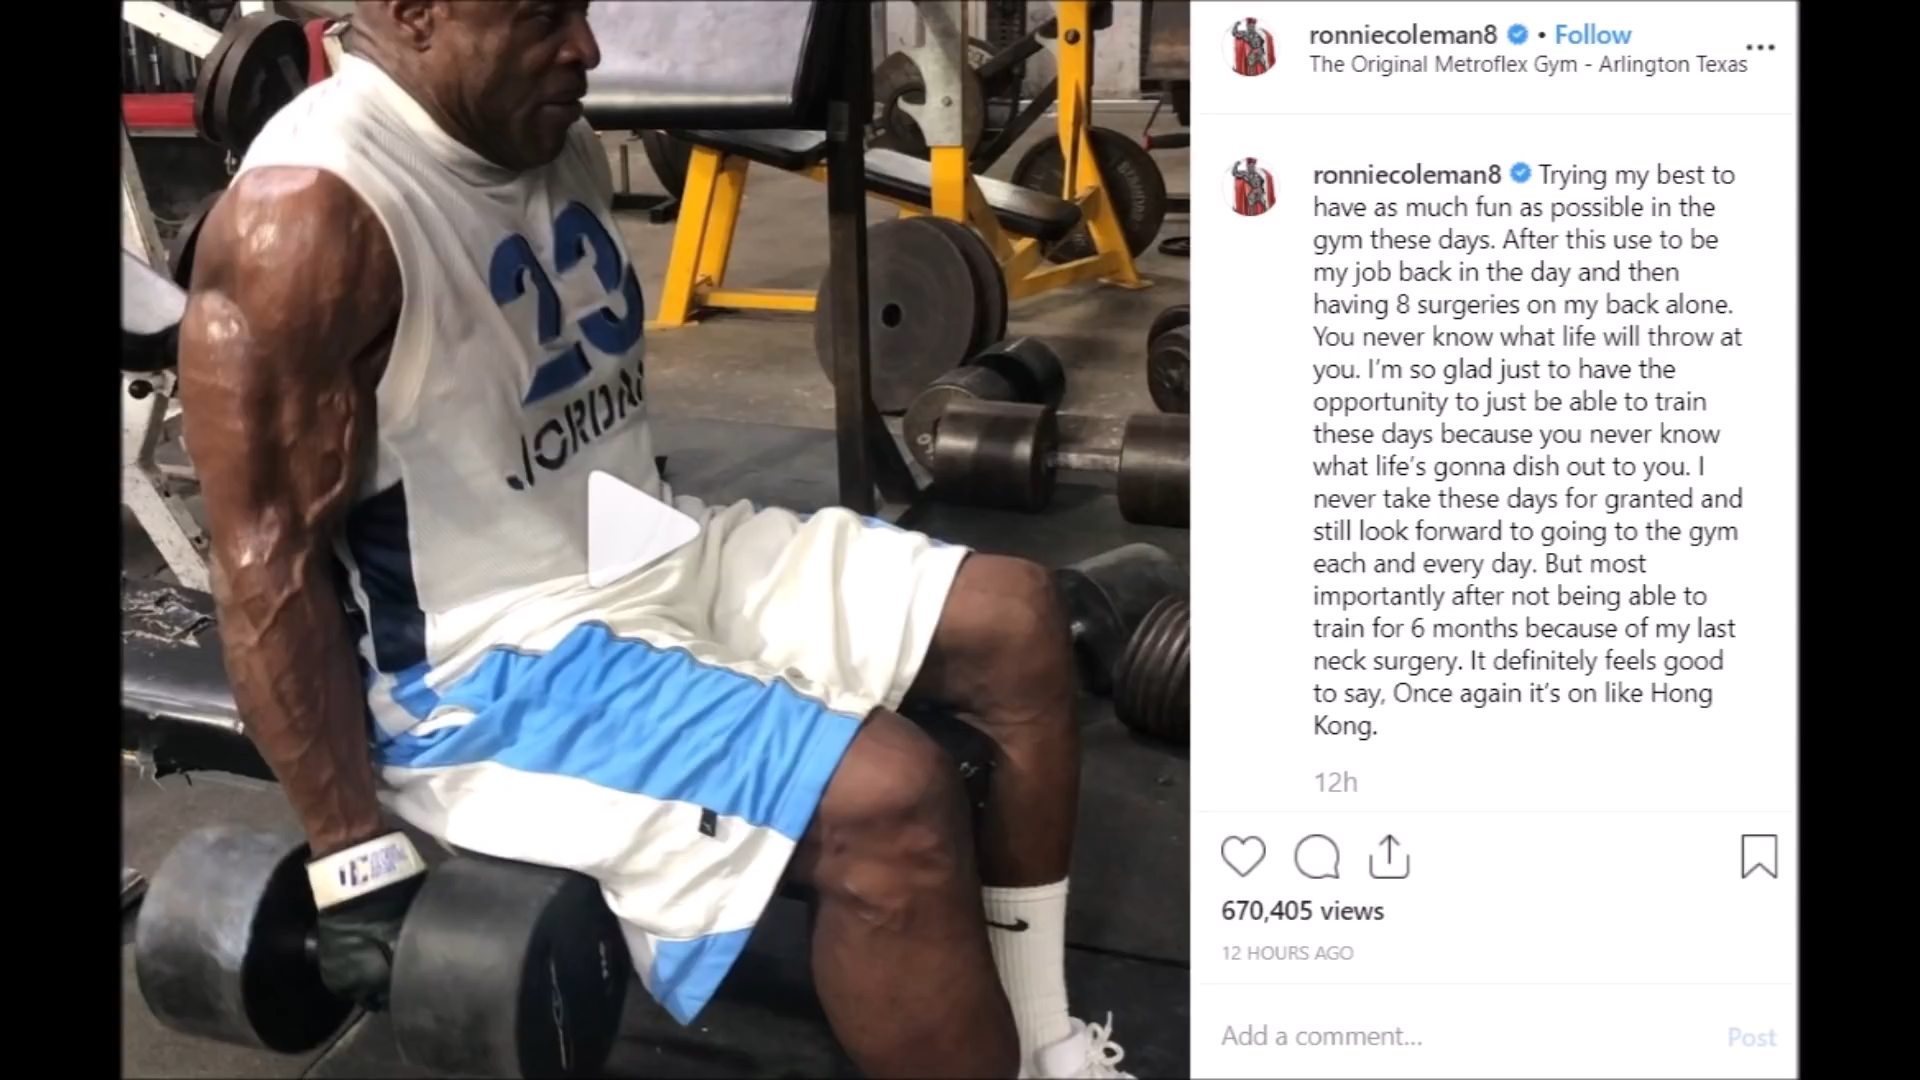 ronniecoleman8 • Follow
The Original Metroflex Gym - Arlington Texas
ronniecoleman8 Trying my best to
have as much fun as possible in the
gym these days. After this use to be
my job back in the day and then
having 8 surgeries on my back alone.
You never know what life will throw at
you. I'm so glad just to have the
opportunity to just be able to train
these days because you never know
what life's gonna dish out to you. I
never take these days for granted and
still look forward to going to the gym
each and every day. But most
importantly after not being able to
train for 6 months because of my last
neck surgery. It definitely feels good
to say, Once again it's on like Hong
Kong.
12h
670,405 views
12 HOURS AGO
Add a comment...
Post
23
JORDAN